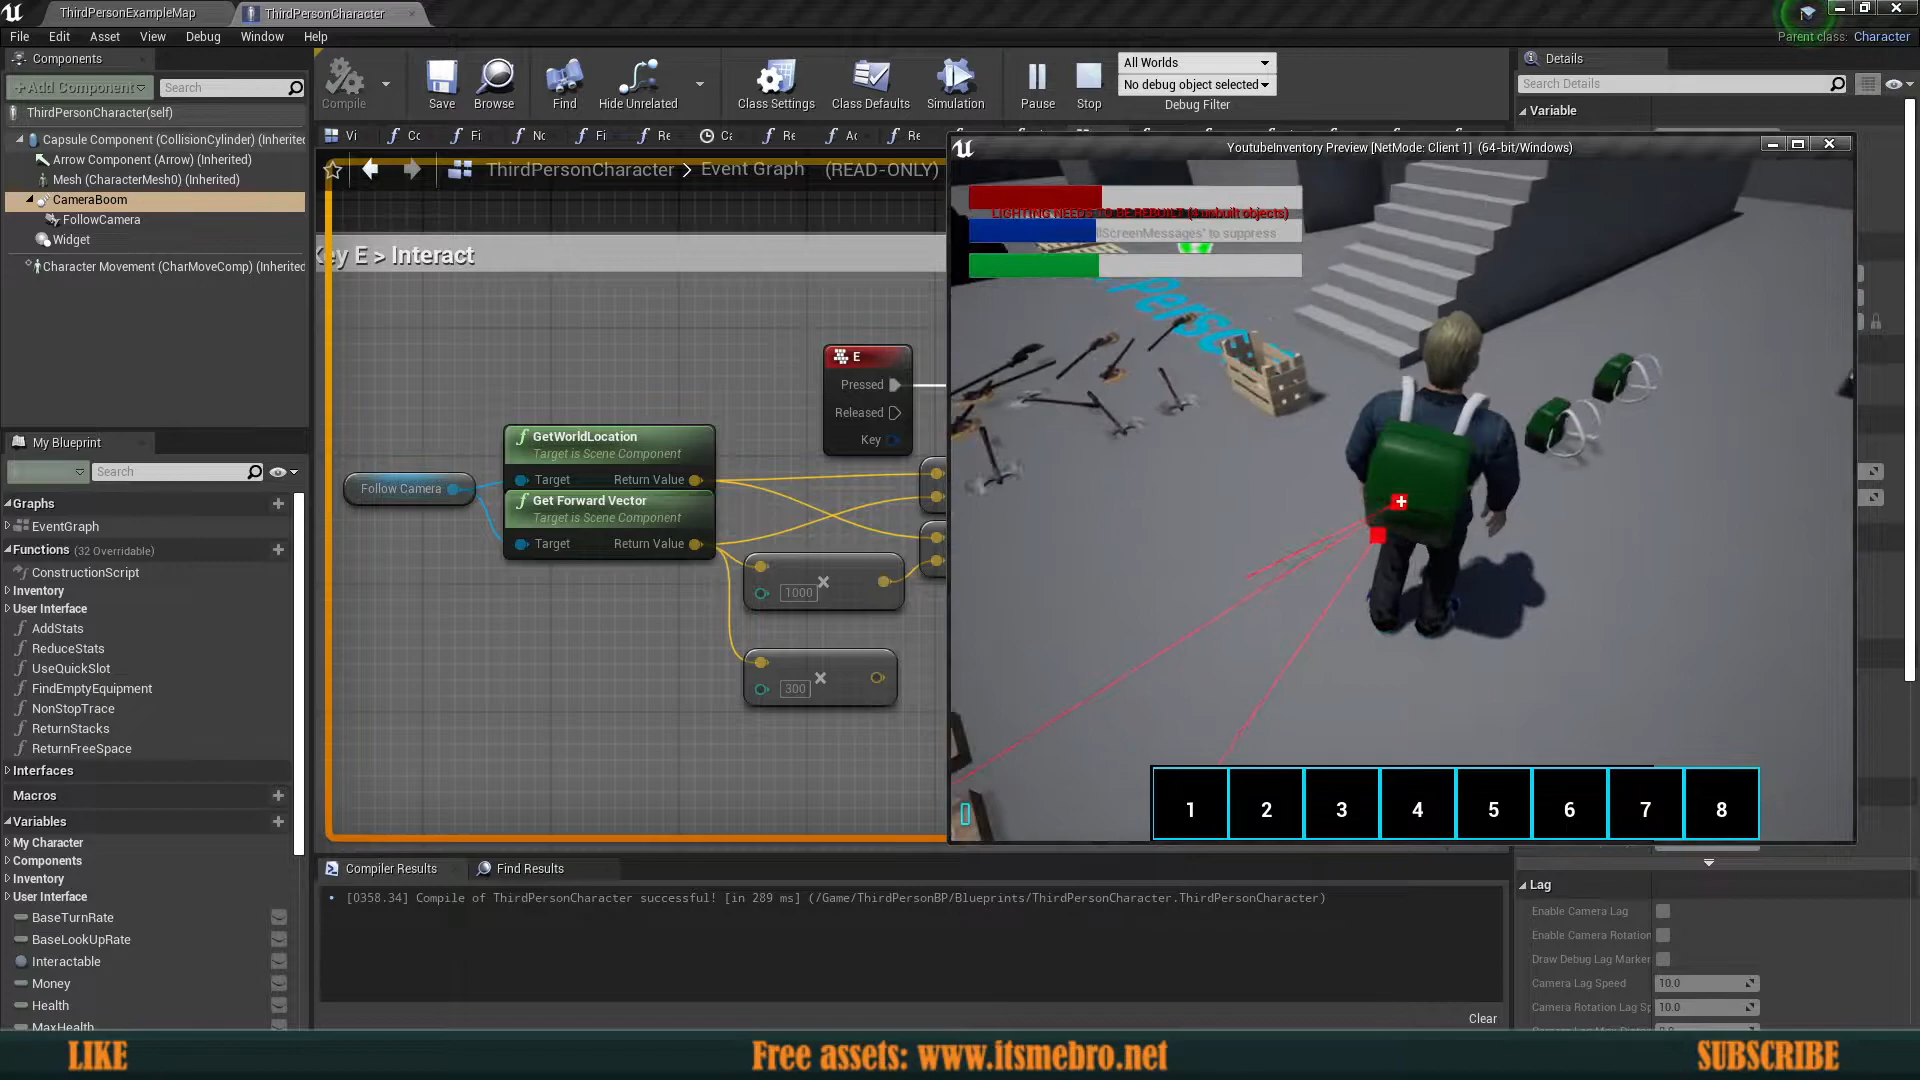 ThirdPersonExampleMap
ThirdPersonCharacter
File Edit Asset View Debug Window Help
Parent class: Character
Components
+Add Component
Search
ThirdPersonCharacter(self)
Capsule Component (CollisionCylinder) (Inherited
Arrow Component (Arrow) (Inherited)
Mesh (CharacterMesh0) (Inherited)
CameraBoom
FollowCamera
Widget
Character Movement (CharMoveComp) (Inherited
Compile
Save
Browse
Find
Hide Unrelated
Class Settings
Class Defaults
Simulation
Pause
Stop
All Worlds
No debug object selected
Debug Filter
Details
Search Details
Variable
Vi
Fi
Fi
Re
Re
Re
ThirdPersonCharacter > Event Graph (READ-ONLY)
ey E > Interact
E
Pressed
Released
Key
GetWorldLocation
Target is Scene Component
Target Return Value
Get Forward Vector
Target is Scene Component
Target Return Value
Follow Camera
1000
300
YoutubeInventory Preview [NetMode: Client 1] (64-bit/Windows)
LIGHTING NEEDS TO BE REBUILT (4 unbuilt objects)
llScreenMessages' to suppress
Perso
1 2 3 4 5 6 7 8
My Blueprint
Search
Graphs
EventGraph
Functions (32 Overridable)
ConstructionScript
Inventory
User Interface
AddStats
ReduceStats
UseQuickSlot
FindEmptyEquipment
NonStopTrace
ReturnStacks
ReturnFreeSpace
Interfaces
Macros
Variables
My Character
Components
Inventory
User Interface
BaseTurnRate
BaseLookUpRate
Interactable
Money
Health
MaxHealth
Compiler Results
Find Results
[0358.34] Compile of ThirdPersonCharacter successful! [in 289 ms] (/Game/ThirdPersonBP/Blueprints/ThirdPersonCharacter.ThirdPersonCharacter)
Clear
Lag
Enable Camera Lag
Enable Camera Rotation
Draw Debug Lag Marker
Camera Lag Speed 10.0
Camera Rotation Lag Sp 10.0
LIKE
Free assets: www.itsmebro.net
SUBSCRIBE